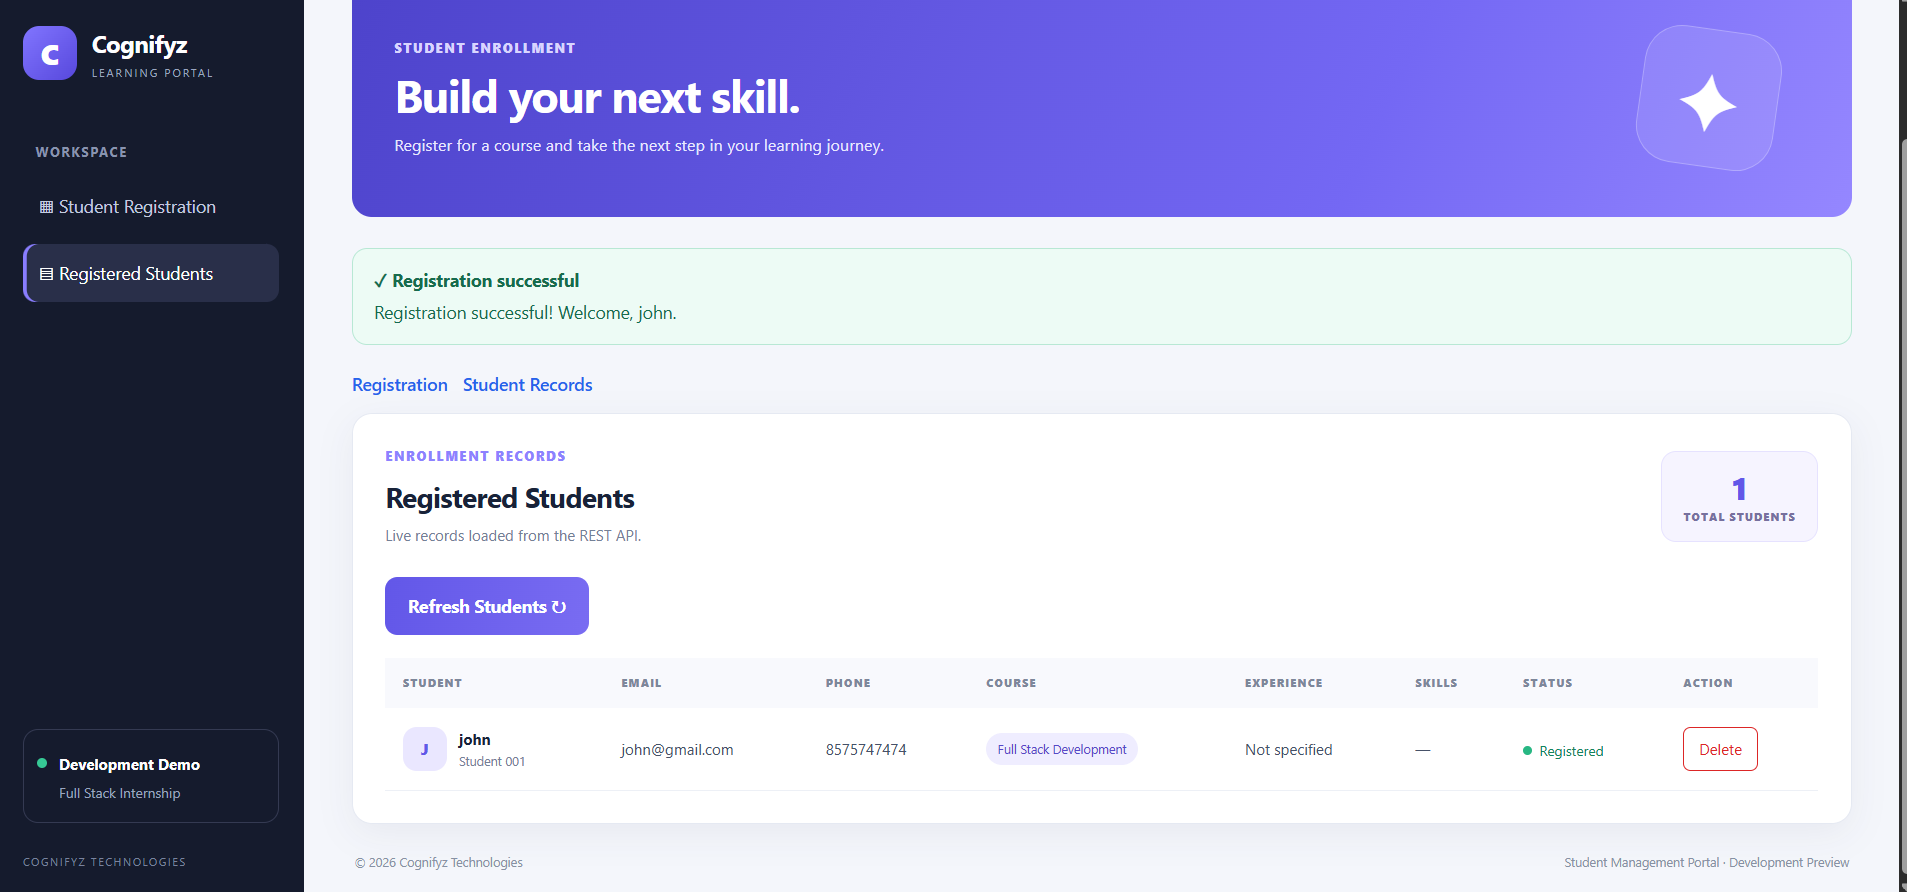 C
Cognifyz
LEARNING PORTAL
WORKSPACE
Student Registration
Registered Students
Development Demo
Full Stack Internship
COGNIFYZ TECHNOLOGIES
STUDENT ENROLLMENT
Build your next skill.
Register for a course and take the next step in your learning journey.
✓ Registration successful
Registration successful! Welcome, john.
Registration Student Records
ENROLLMENT RECORDS
Registered Students
Live records loaded from the REST API.
1
TOTAL STUDENTS
Refresh Students ↻
STUDENT EMAIL PHONE COURSE EXPERIENCE SKILLS STATUS ACTION
J john john@gmail.com 8575747474 Full Stack Development Not specified — Registered Delete
Student 001
© 2026 Cognifyz Technologies
Student Management Portal · Development Preview